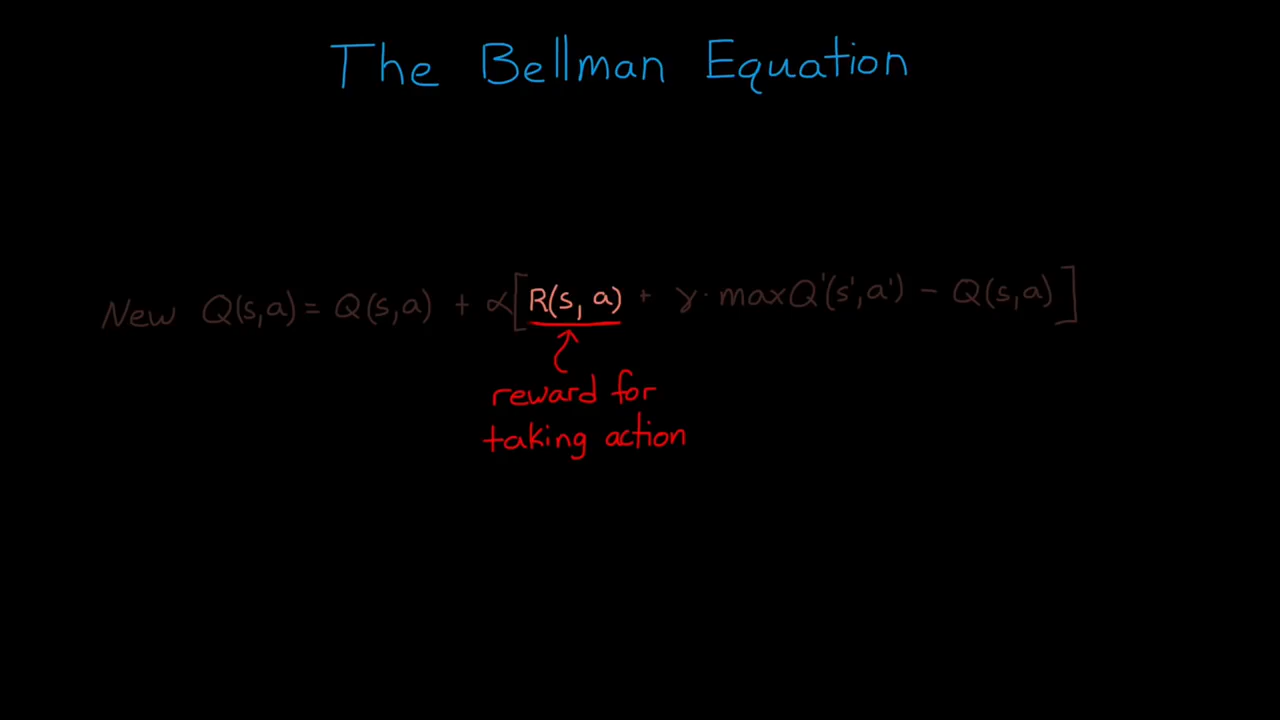 The Bellman Equation
New Q(s,a) = Q(s,a) + α[R(s, a) + γ · maxQ'(s',a') - Q(s,a)]
reward for
taking action